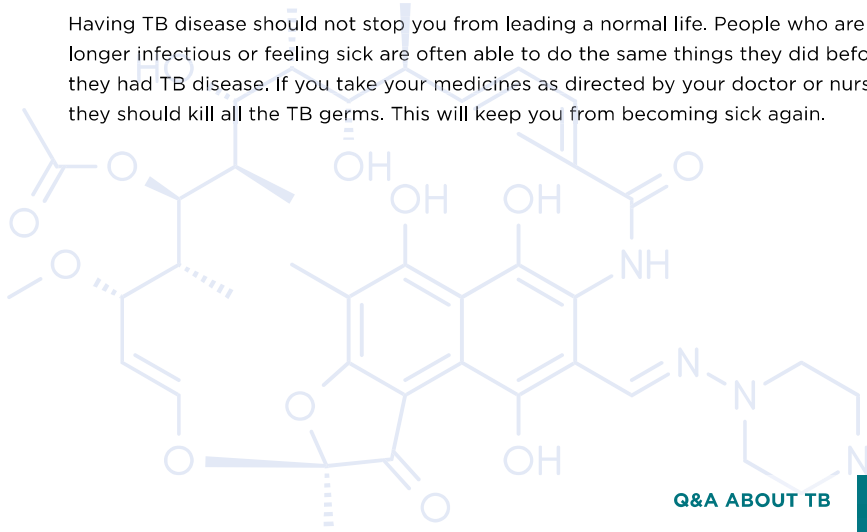 Having TB disease should not stop you from leading a normal life. People who are
longer infectious or feeling sick are often able to do the same things they did befo
they had TB disease. If you take your medicines as directed by your doctor or nurs
they should kill all the TB germs. This will keep you from becoming sick again.
HO
OH
O
O
OH
OH
O
NH
O
N
N
O
O
OH
N
O
Q&A ABOUT TB